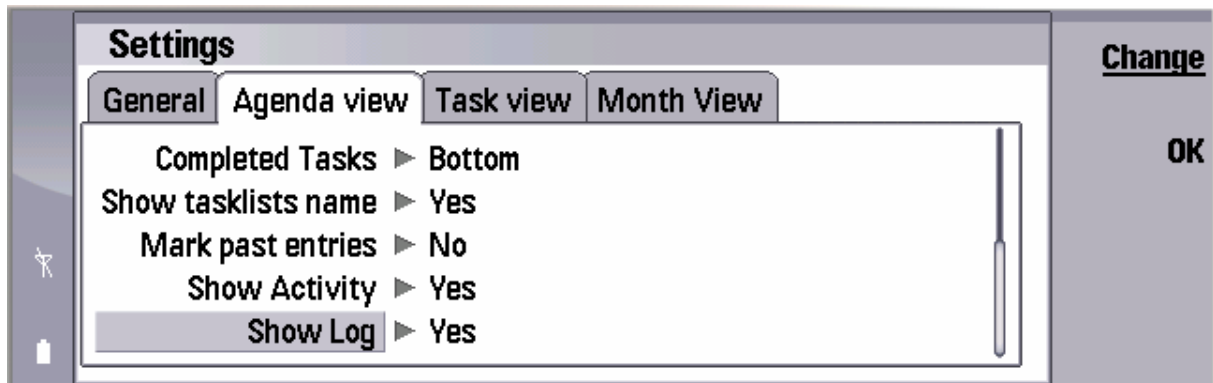 Settings
Change
General Agenda view Task view Month View
Completed Tasks Bottom
OK
Show tasklists name Yes
Mark past entries No
Show Activity Yes
Show Log Yes